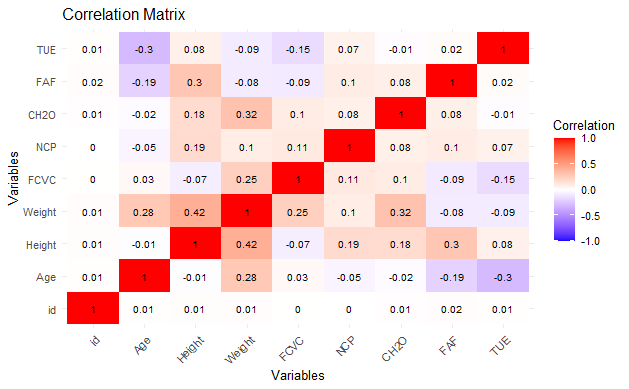 Correlation Matrix
TUE 0.01 -0.3 0.08 -0.09 -0.15 0.07 -0.01 0.02 1
FAF 0.02 -0.19 0.3 -0.08 -0.09 0.1 0.08 1 0.02
CH2O 0.01 -0.02 0.18 0.32 0.1 0.08 1 0.08 -0.01
NCP 0 -0.05 0.19 0.1 0.11 1 0.08 0.1 0.07
FCVC 0 0.03 -0.07 0.25 1 0.11 0.1 -0.09 -0.15
Weight 0.01 0.28 0.42 1 0.25 0.1 0.32 -0.08 -0.09
Height 0.01 -0.01 1 0.42 -0.07 0.19 0.18 0.3 0.08
Age 0.01 1 -0.01 0.28 0.03 -0.05 -0.02 -0.19 -0.3
id 1 0.01 0.01 0.01 0 0 0.01 0.02 0.01
id Age Height Weight FCVC NCP CH2O FAF TUE
Variables
Variables
Correlation
1.0
0.5
0.0
-0.5
-1.0